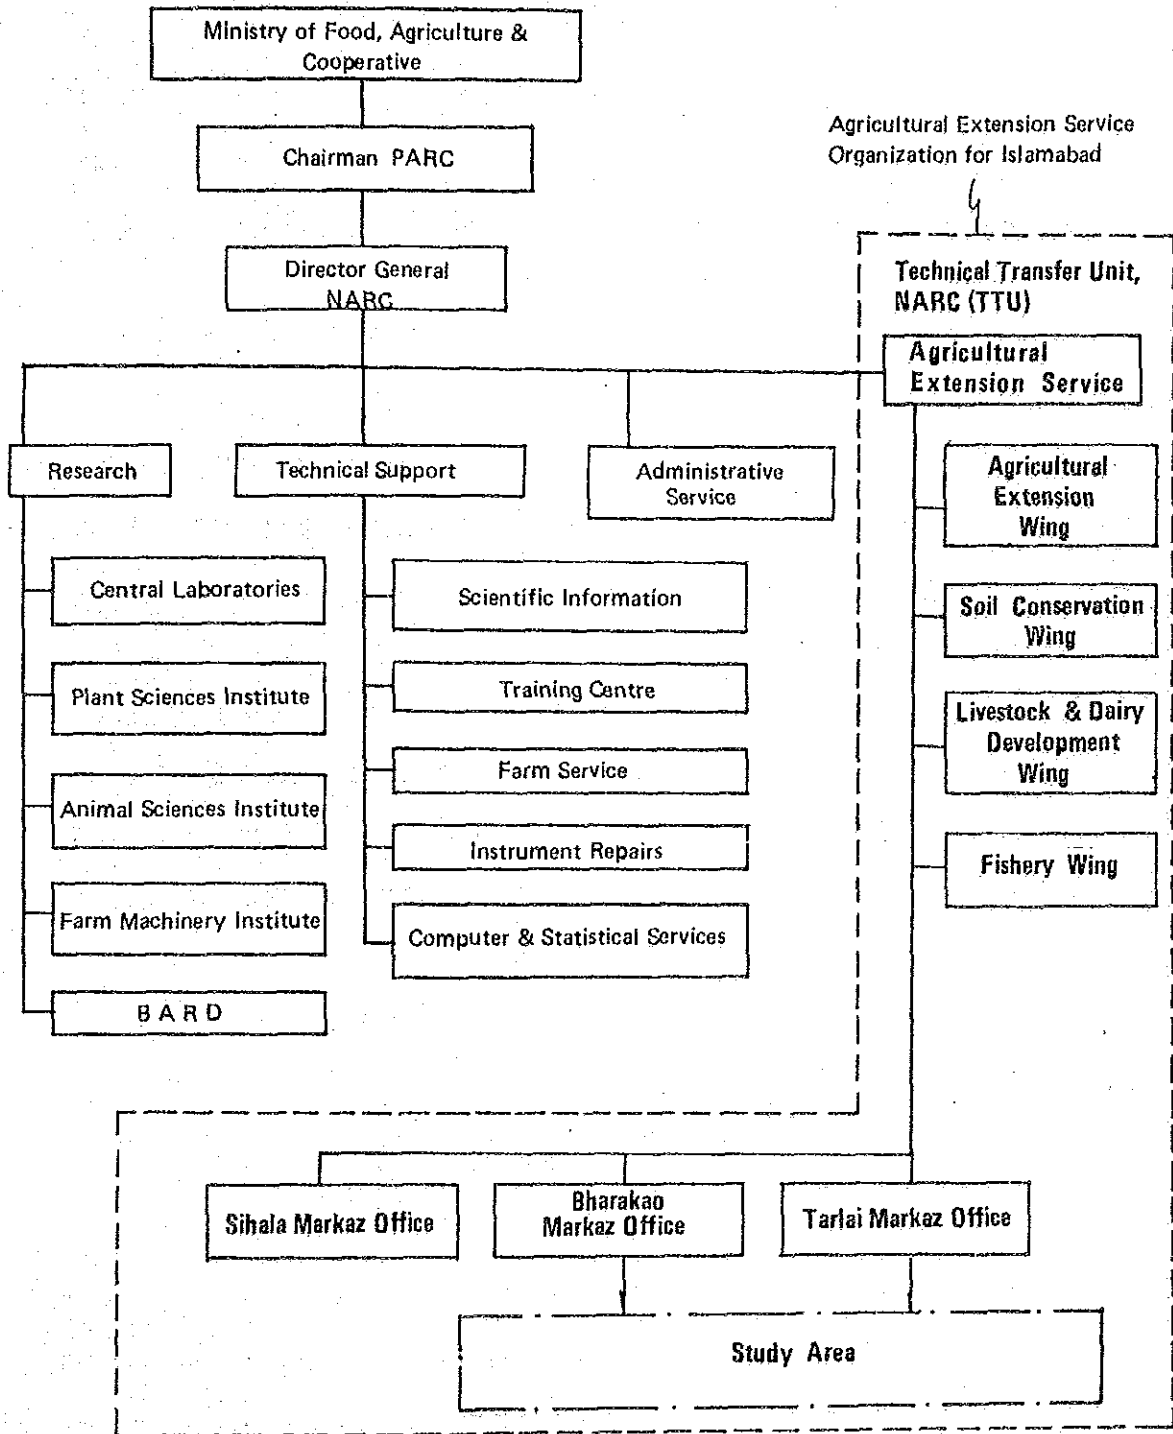 Ministry of Food, Agriculture &
Cooperative
Chairman PARC
Agricultural Extension Service
Organization for Islamabad
Director General
NARC
Technical Transfer Unit,
NARC (TTU)
Agricultural
Extension Service
Research
Technical Support
Administrative
Service
Agricultural
Extension
Wing
Central Laboratories
Scientific Information
Soil Conservation
Wing
Plant Sciences Institute
Training Centre
Livestock & Dairy
Development
Wing
Animal Sciences Institute
Farm Service
Instrument Repairs
Fishery Wing
Farm Machinery Institute
Computer & Statistical Services
BARD
Sihala Markaz Office
Bharakao
Markaz Office
Tarlai Markaz Office
Study Area